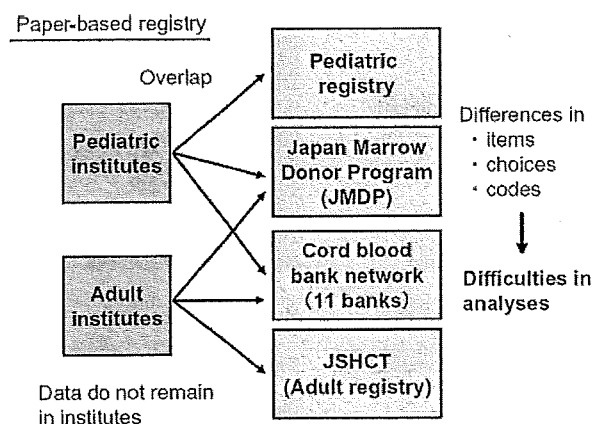 Paper-based registry
Overlap
Pediatric
institutes
Adult
institutes
Data do not remain
in institutes
Pediatric
registry
Japan Marrow
Donor Program
(JMDP)
Cord blood
bank network
(11 banks)
JSHCT
(Adult registry)
Differences in
・items
・choices
・codes
Difficulties in
analyses